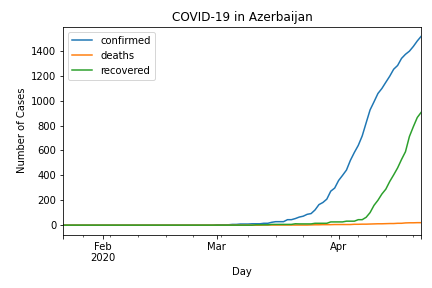 COVID-19 in Azerbaijan
confirmed
deaths
recovered
1400
1200
1000
800
600
400
200
0
Number of Cases
Feb
2020
Mar
Apr
Day